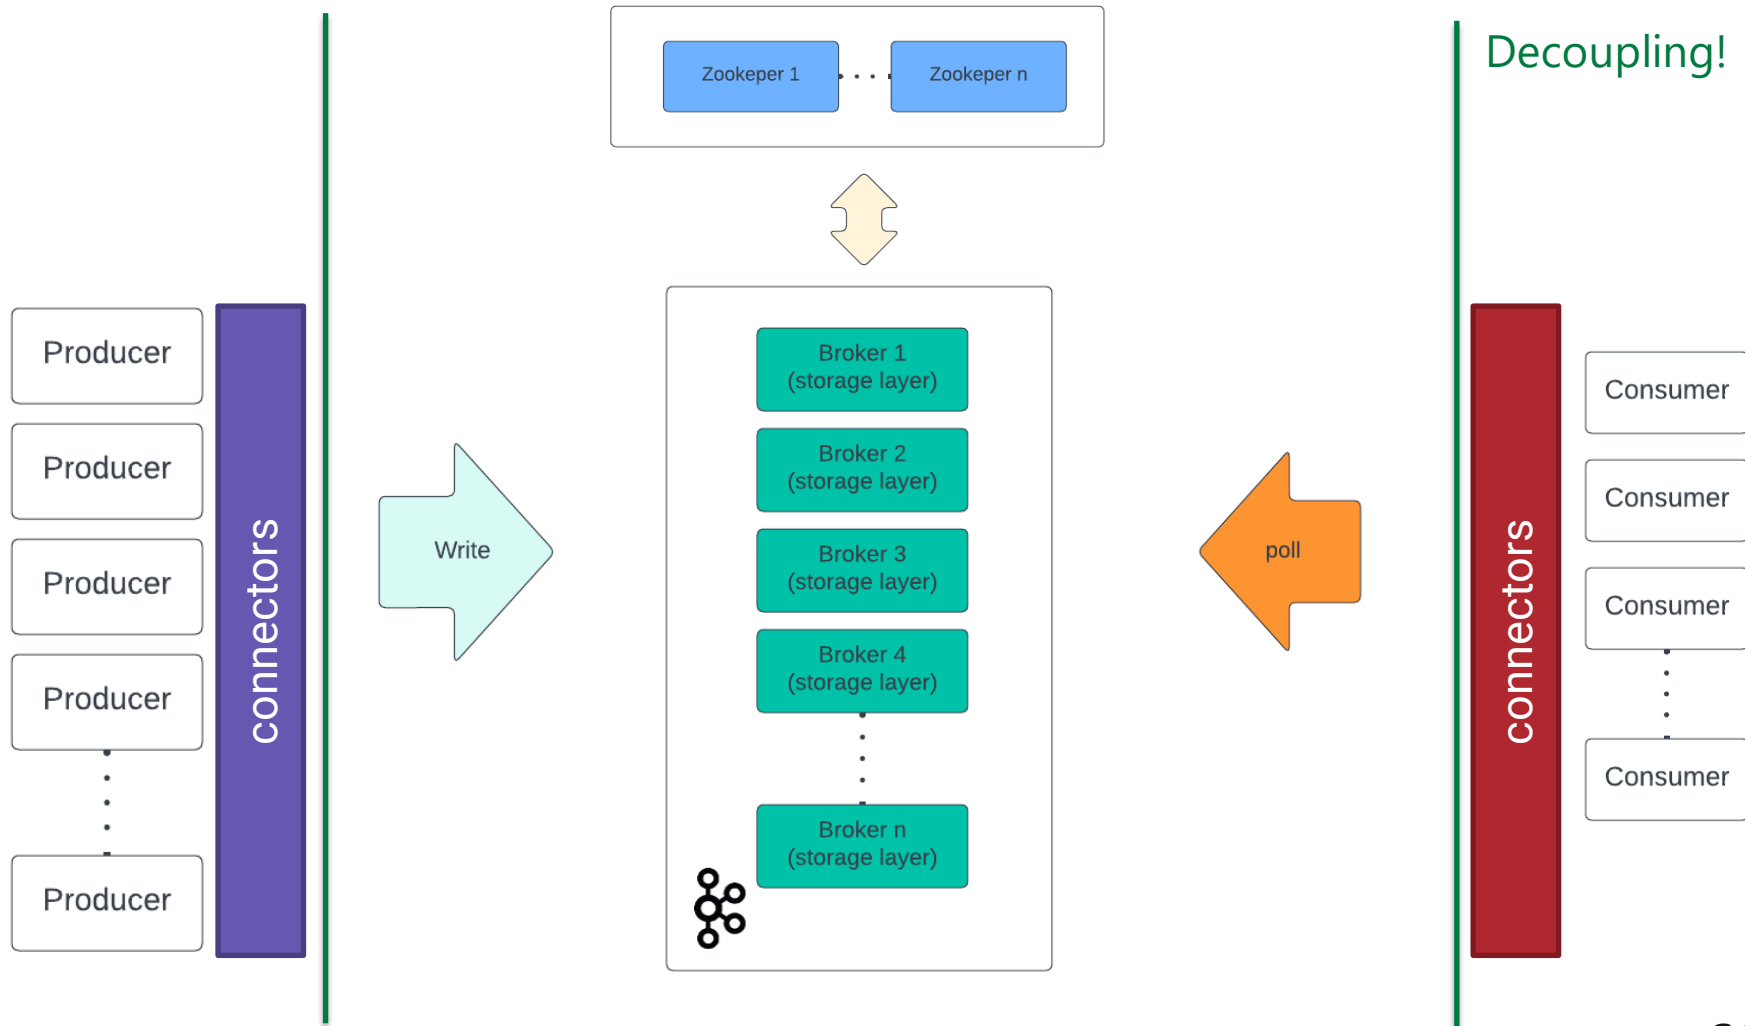 Decoupling!
Zookeper 1
Zookeper n
Producer
Producer
Producer
Producer
Producer
connectors
Write
Broker 1
(storage layer)
Broker 2
(storage layer)
Broker 3
(storage layer)
Broker 4
(storage layer)
Broker n
(storage layer)
poll
connectors
Consumer
Consumer
Consumer
Consumer